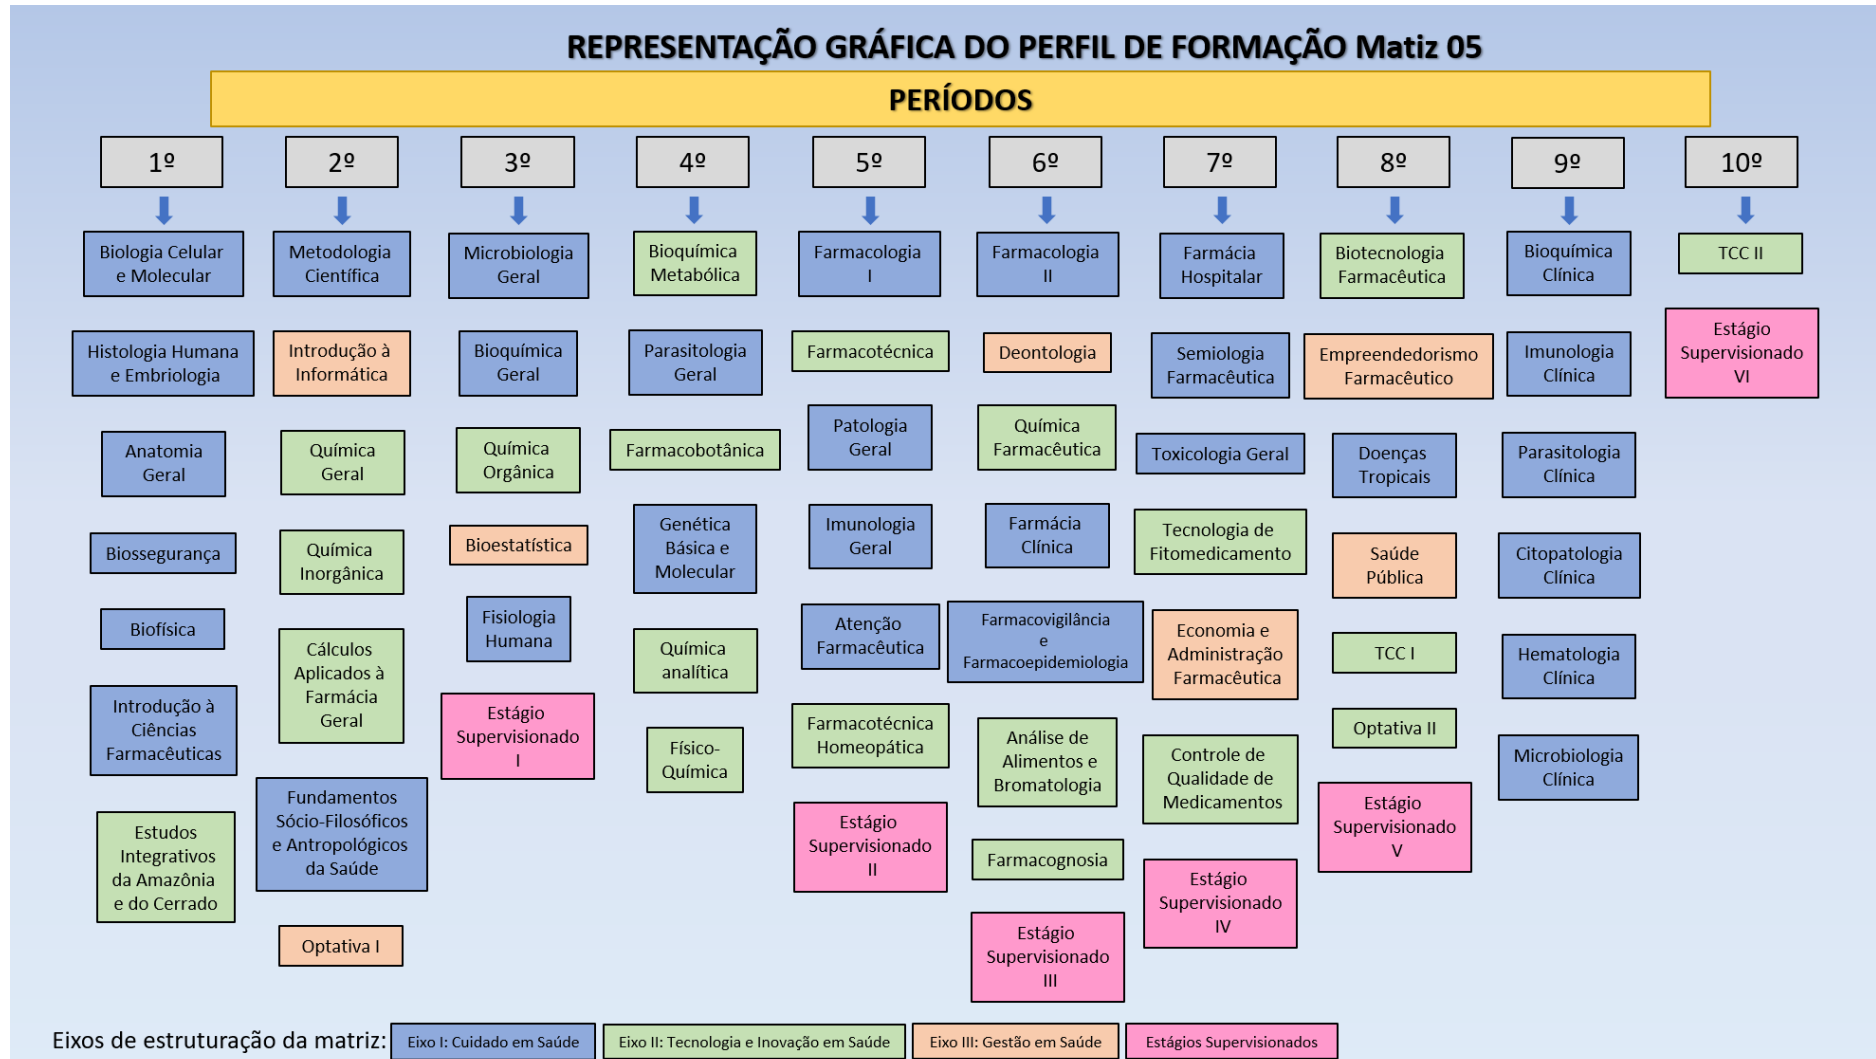 REPRESENTAÇÃO GRÁFICA DO PERFIL DE FORMAÇÃO Matiz 05
PERÍODOS
1º
2º
3º
4º
5º
6º
7º
8º
9º
10º
Biologia Celular
e Molecular
Histologia Humana
e Embriologia
Anatomia
Geral
Biossegurança
Biofísica
Introdução à
Ciências
Farmacêuticas
Estudos
Integrativos
da Amazônia
e do Cerrado
Metodologia
Científica
Introdução à
Informática
Química
Geral
Química
Inorgânica
Cálculos
Aplicados à
Farmácia
Geral
Fundamentos
Sócio-Filosóficos
e Antropológicos
da Saúde
Optativa I
Microbiologia
Geral
Bioquímica
Geral
Química
Orgânica
Bioestatística
Fisiologia
Humana
Estágio
Supervisionado
I
Bioquímica
Metabólica
Parasitologia
Geral
Farmacobotânica
Genética
Básica e
Molecular
Química
analítica
Físico-
Química
Farmacologia
I
Farmacotécnica
Patologia
Geral
Imunologia
Geral
Atenção
Farmacêutica
Farmacotécnica
Homeopática
Estágio
Supervisionado
II
Farmacologia
II
Deontologia
Química
Farmacêutica
Farmácia
Clínica
Farmacovigilância
e
Farmacoepidemiologia
Análise de
Alimentos e
Bromatologia
Farmacognosia
Estágio
Supervisionado
III
Farmácia
Hospitalar
Semiologia
Farmacêutica
Toxicologia Geral
Tecnologia de
Fitomedicamento
Economia e
Administração
Farmacêutica
Controle de
Qualidade de
Medicamentos
Estágio
Supervisionado
IV
Biotecnologia
Farmacêutica
Empreendedorismo
Farmacêutico
Doenças
Tropicais
Saúde
Pública
TCC I
Optativa II
Estágio
Supervisionado
V
Bioquímica
Clínica
Imunologia
Clínica
Parasitologia
Clínica
Citopatologia
Clínica
Hematologia
Clínica
Microbiologia
Clínica
TCC II
Estágio
Supervisionado
VI
Eixos de estruturação da matriz:
Eixo I: Cuidado em Saúde
Eixo II: Tecnologia e Inovação em Saúde
Eixo III: Gestão em Saúde
Estágios Supervisionados